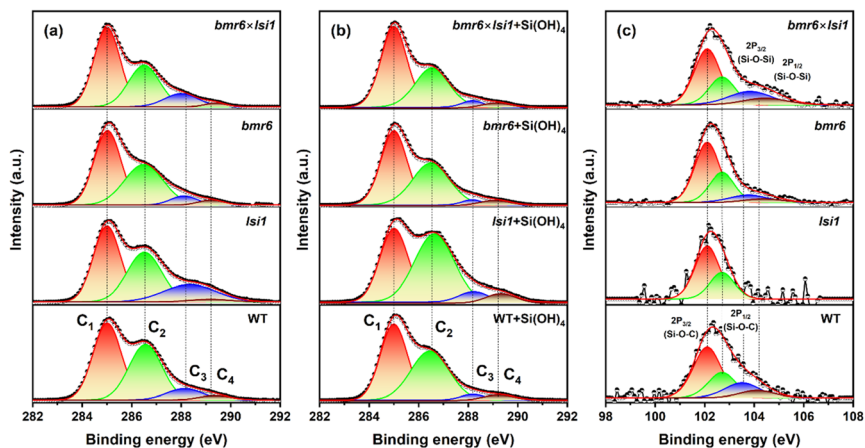 (a)
bmr6×lsi1
bmr6
lsi1
WT
C₁
C₂
C₃
C₄
Intensity (a.u.)
282 284 286 288 290 292
Binding energy (eV)
(b)
bmr6×lsi1+Si(OH)₄
bmr6+Si(OH)₄
lsi1+Si(OH)₄
WT+Si(OH)₄
C₁
C₂
C₃
C₄
Intensity (a.u.)
282 284 286 288 290 292
Binding energy (eV)
(c)
bmr6×lsi1
2P₃/₂
(Si-O-Si)
2P₁/₂
(Si-O-Si)
bmr6
lsi1
WT
2P₃/₂
(Si-O-C)
2P₁/₂
(Si-O-C)
Intensity (a.u.)
98 100 102 104 106 108
Binding energy (eV)